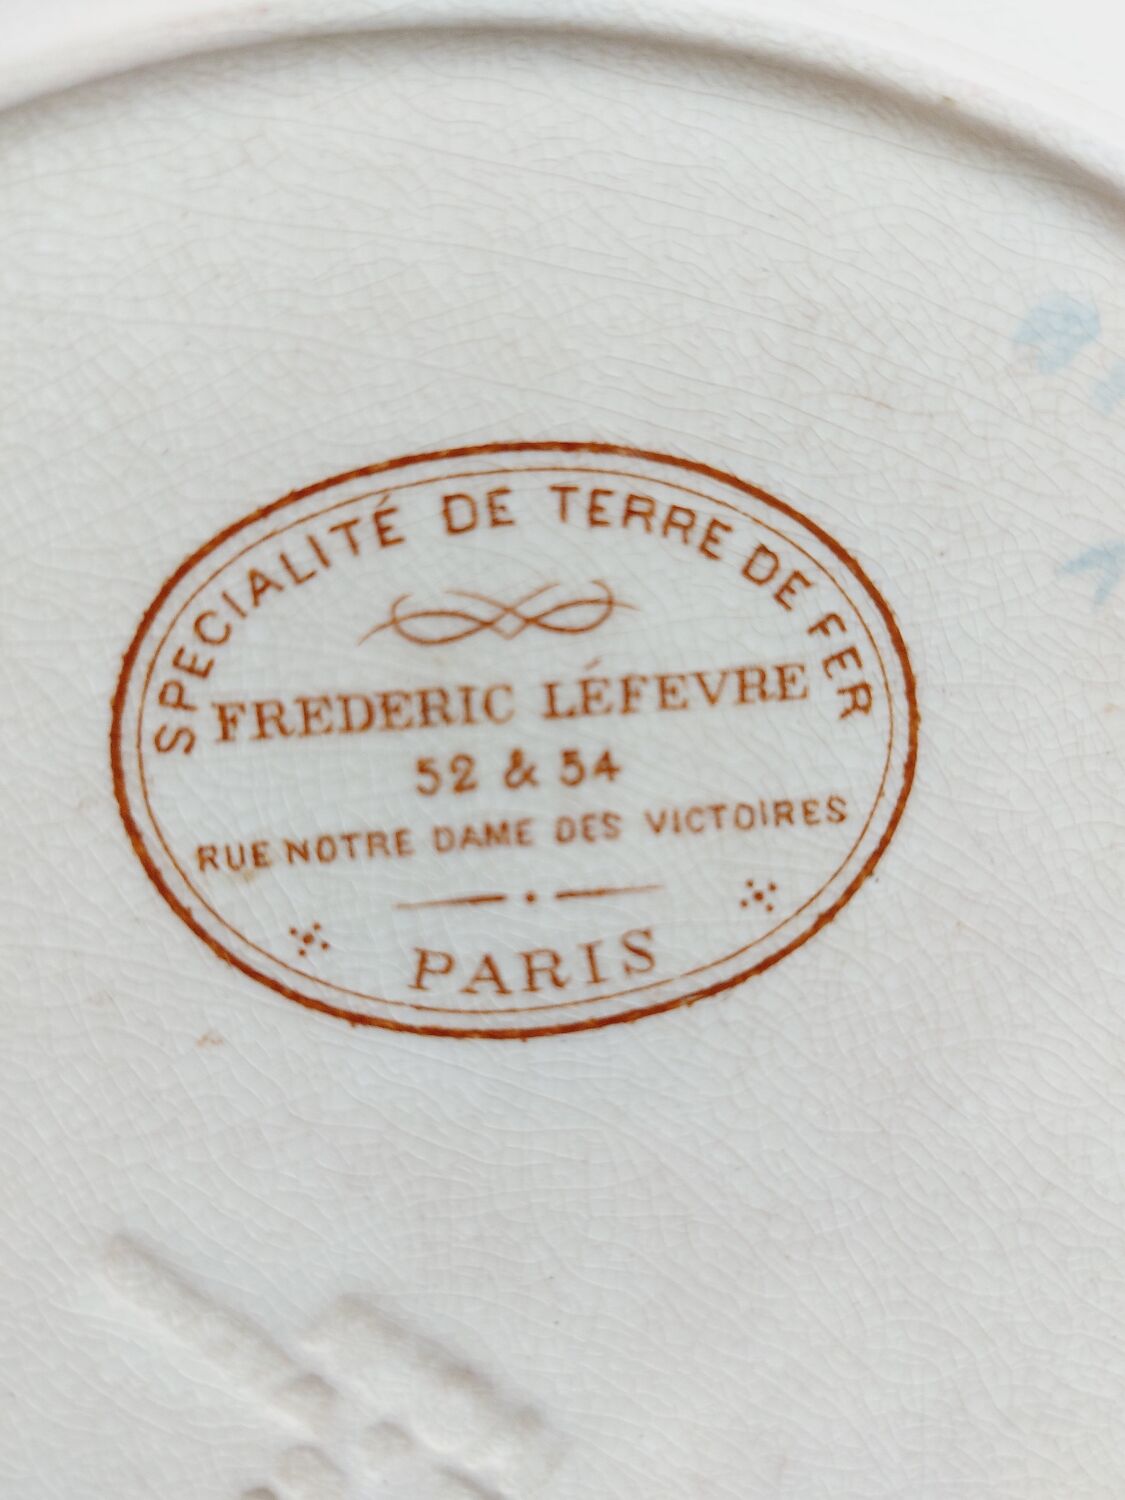 SPECIALITÉ DE TERRE DE FER
FREDERIC LÉFEVRE
52 & 54
RUE NOTRE DAME DES VICTOIRES
PARIS